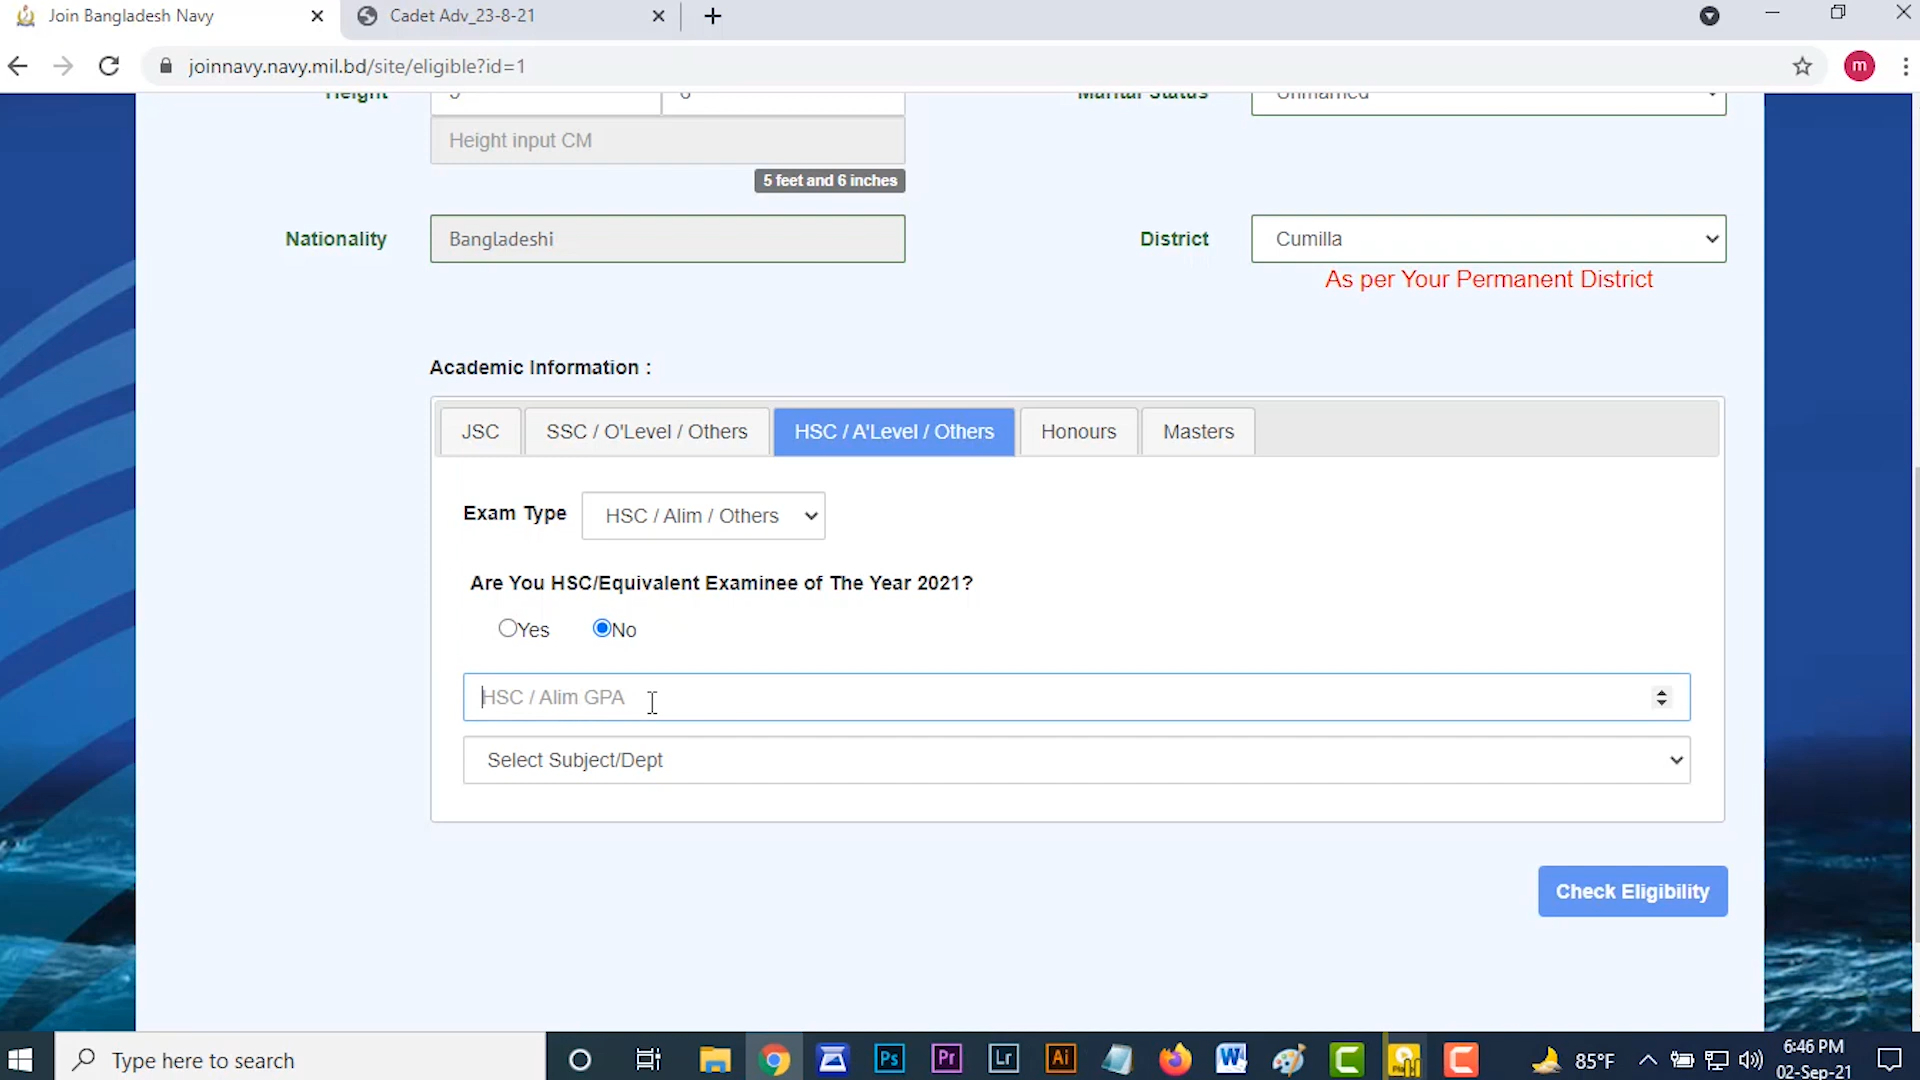 Join Bangladesh Navy
Cadet Adv_23-8-21
joinnavy.navy.mil.bd/site/eligible?id=1
m
Height
Marital Status
Unmarried
Height input CM
5 feet and 6 inches
Nationality
Bangladeshi
District
Cumilla
As per Your Permanent District
Academic Information :
JSC
SSC / O'Level / Others
HSC / A'Level / Others
Honours
Masters
Exam Type
HSC / Alim / Others
Are You HSC/Equivalent Examinee of The Year 2021?
Yes
No
HSC / Alim GPA
Select Subject/Dept
Check Eligibility
Type here to search
Ps
Pr
Lr
Ai
W
C
C
85°F
6:46 PM
02-Sep-21